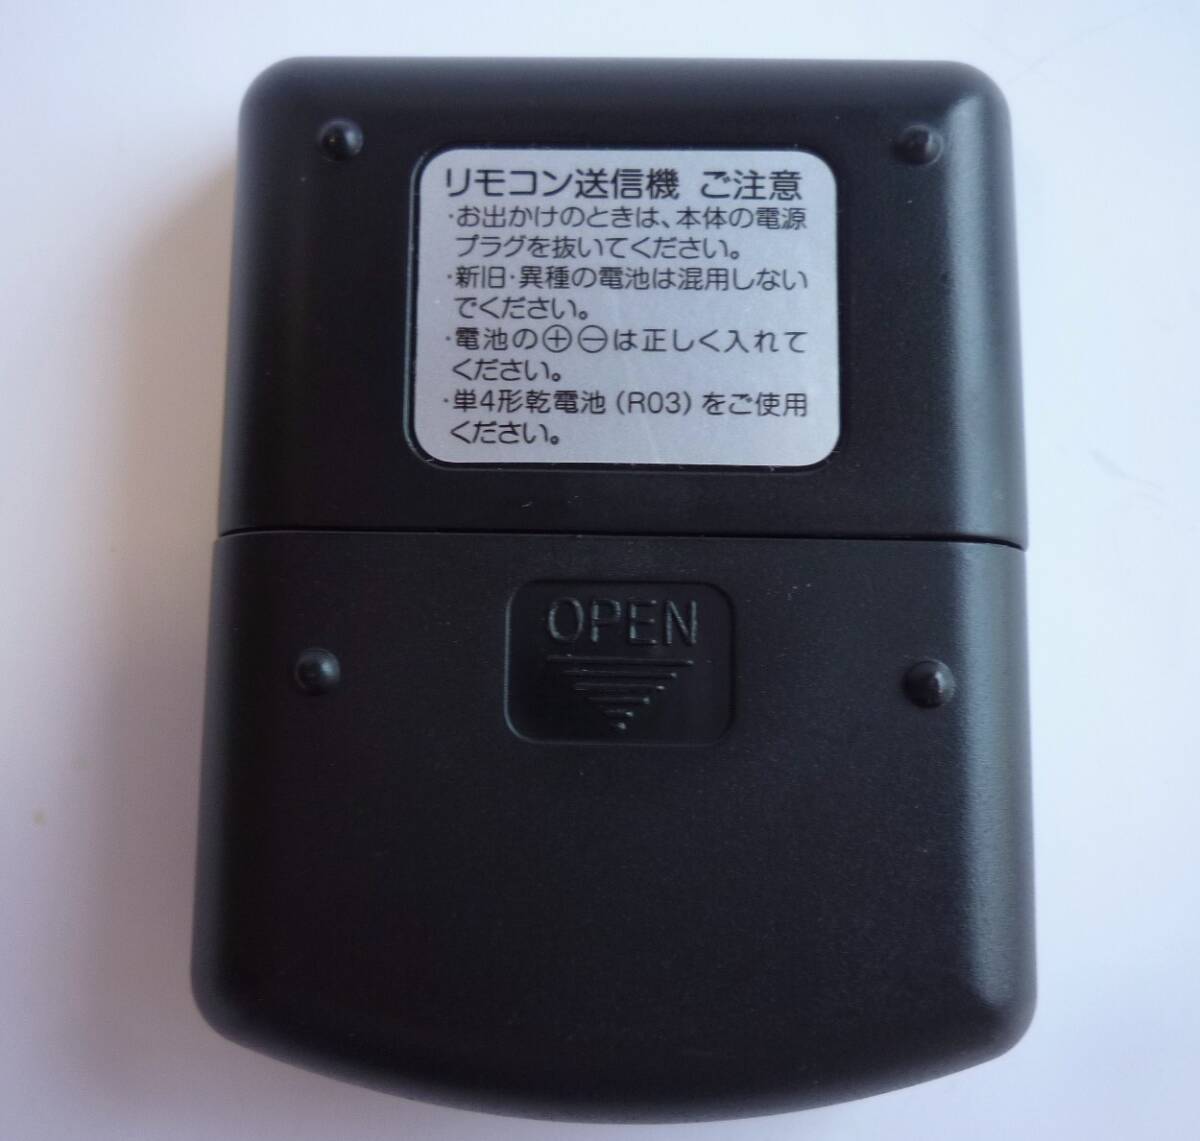 リモコン送信機 ご注意
・お出かけのときは、本体の電源
プラグを抜いてください。
・新旧・異種の電池は混用しない
でください。
・電池の⊕⊖は正しく入れて
ください。
・単4形乾電池（R03）をご使用
ください。
OPEN